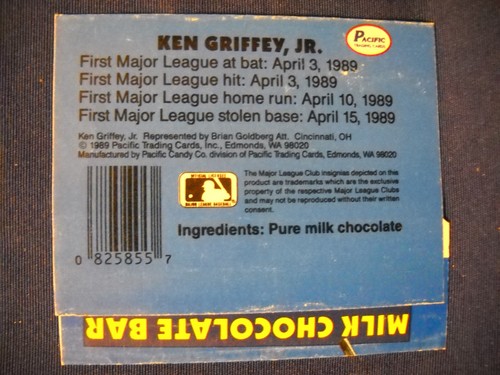 KEN GRIFFEY, JR.
PACIFIC
TRADING CARDS
First Major League at bat: April 3, 1989
First Major League hit: April 3, 1989
First Major League home run: April 10, 1989
First Major League stolen base: April 15, 1989
Ken Griffey, Jr. Represented by Brian Goldberg Att. Cincinnati, OH
© 1989 Pacific Trading Cards, Inc., Edmonds, WA 98020
Manufactured by Pacific Candy Co. division of Pacific Trading Cards, Edmonds, WA 98020
MAJOR LEAGUE BASEBALL
The Major League Club insignias depicted on the
product are trademarks which are the exclusive
property of the respective Major League Clubs
and may not be reproduced without their written
consent.
Ingredients: Pure milk chocolate
0 825855 7
MILK CHOCOLATE BAR